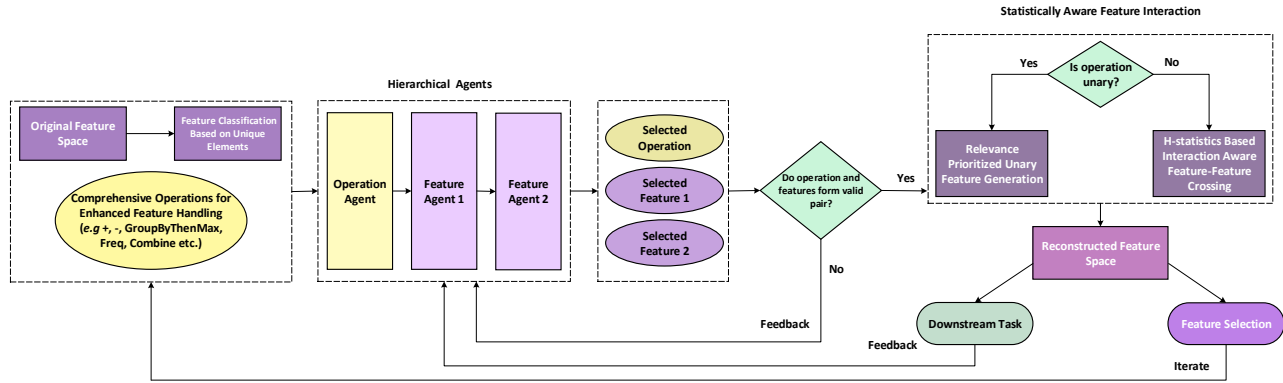 Statistically Aware Feature Interaction
Is operation
unary?
Yes
No
Hierarchical Agents
Original Feature
Space
Feature Classification
Based on Unique
Elements
Comprehensive Operations for
Enhanced Feature Handling
(e.g +, -, GroupByThenMax,
Freq, Combine etc.)
Operation
Agent
Feature
Agent 1
Feature
Agent 2
Selected
Operation
Selected
Feature 1
Selected
Feature 2
Do operation and
features form valid
pair?
Yes
No
Relevance
Prioritized Unary
Feature Generation
H-statistics Based
Interaction Aware
Feature-Feature
Crossing
Reconstructed Feature
Space
Downstream Task
Feature Selection
Feedback
Feedback
Iterate